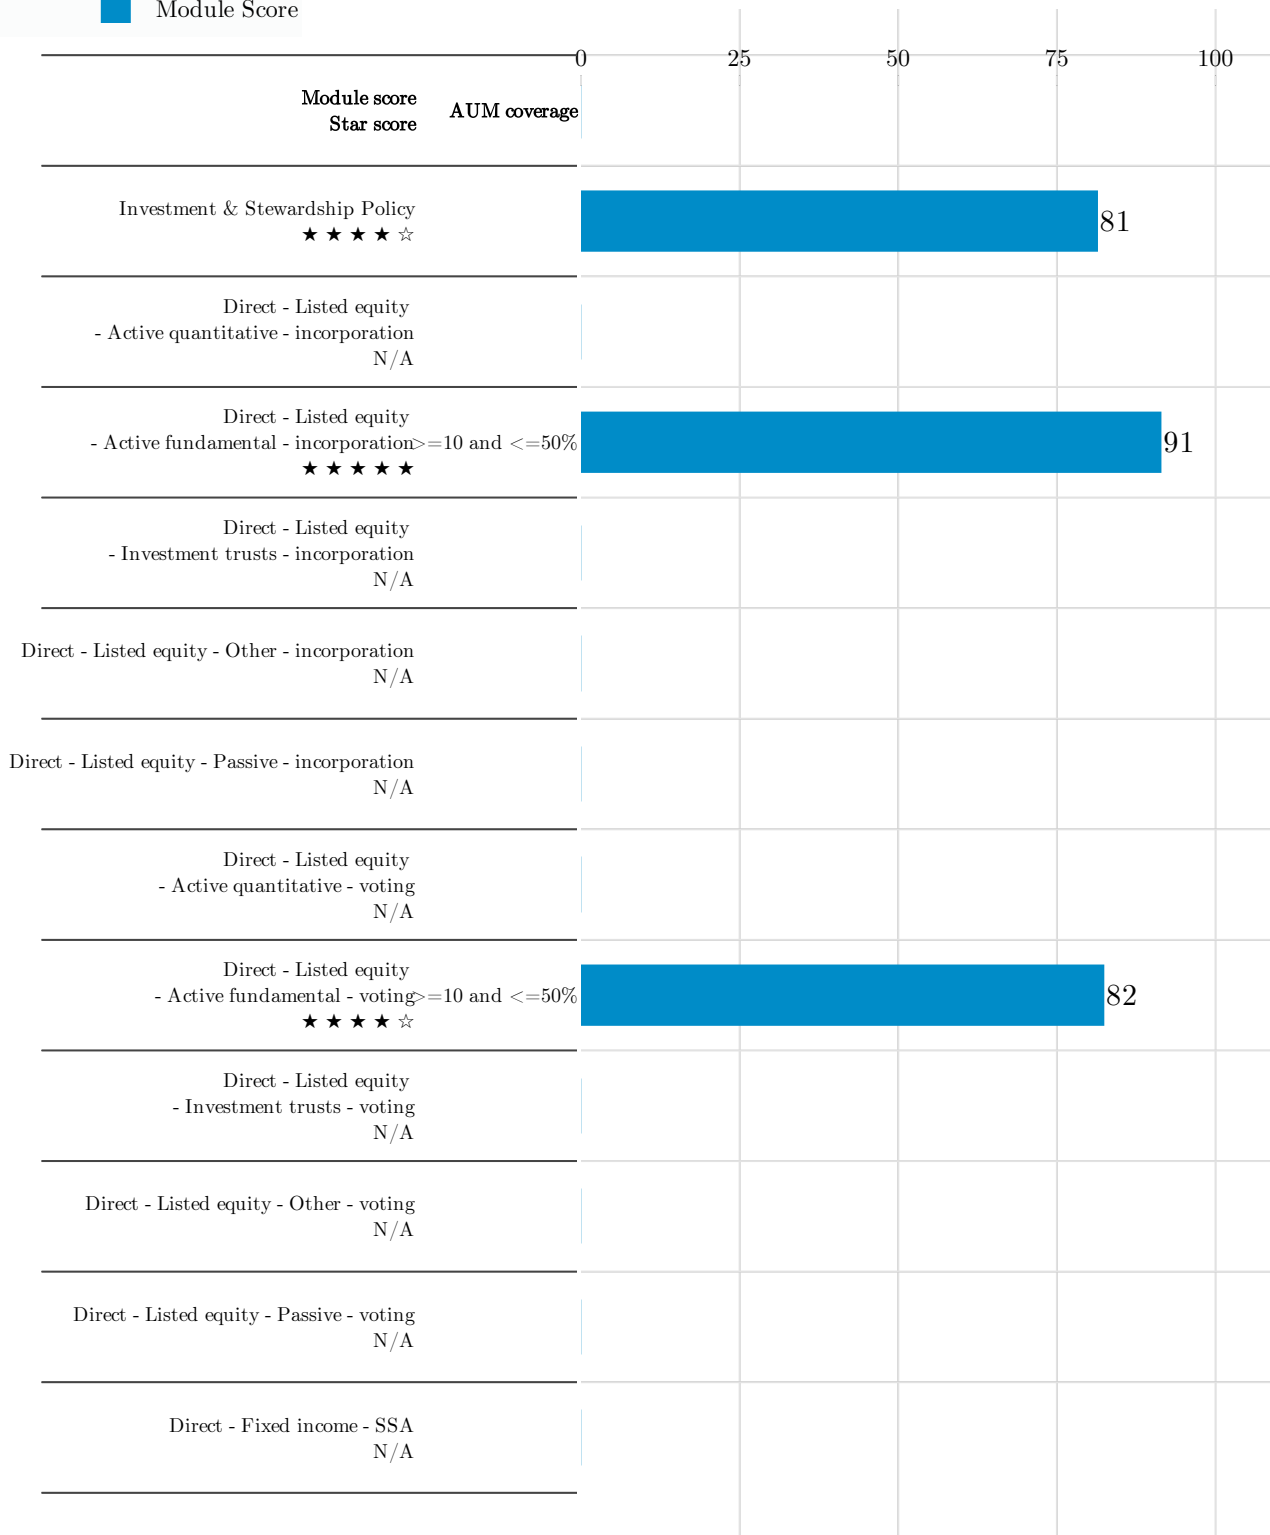 Module Score
0 25 50 75 100
Module score
Star score
AUM coverage
Investment & Stewardship Policy
★ ★ ★ ★ ☆
81
Direct - Listed equity
- Active quantitative - incorporation
N/A
Direct - Listed equity
- Active fundamental - incorporation >=10 and <=50% 91
★ ★ ★ ★ ★
Direct - Listed equity
- Investment trusts - incorporation
N/A
Direct - Listed equity - Other - incorporation
N/A
Direct - Listed equity - Passive - incorporation
N/A
Direct - Listed equity
- Active quantitative - voting
N/A
Direct - Listed equity
- Active fundamental - voting >=10 and <=50% 82
★ ★ ★ ★ ☆
Direct - Listed equity
- Investment trusts - voting
N/A
Direct - Listed equity - Other - voting
N/A
Direct - Listed equity - Passive - voting
N/A
Direct - Fixed income - SSA
N/A